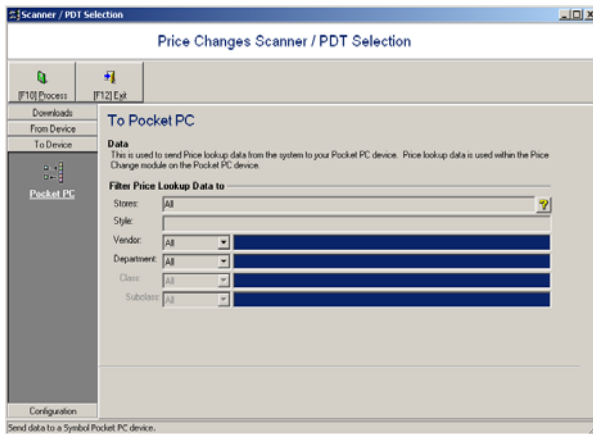 Scanner / PDT Selection
Price Changes Scanner / PDT Selection
[F10] Process
[F12] Exit
Downloads
From Device
To Device
Pocket PC
To Pocket PC
Data
This is used to send Price lookup data from the system to your Pocket PC device. Price lookup data is used within the Price
Change module on the Pocket PC device.
Filter Price Lookup Data to
Stores: All
Style:
Vendor: All
Department: All
Class: All
Subclass: All
Configuration
Send data to a Symbol Pocket PC device.